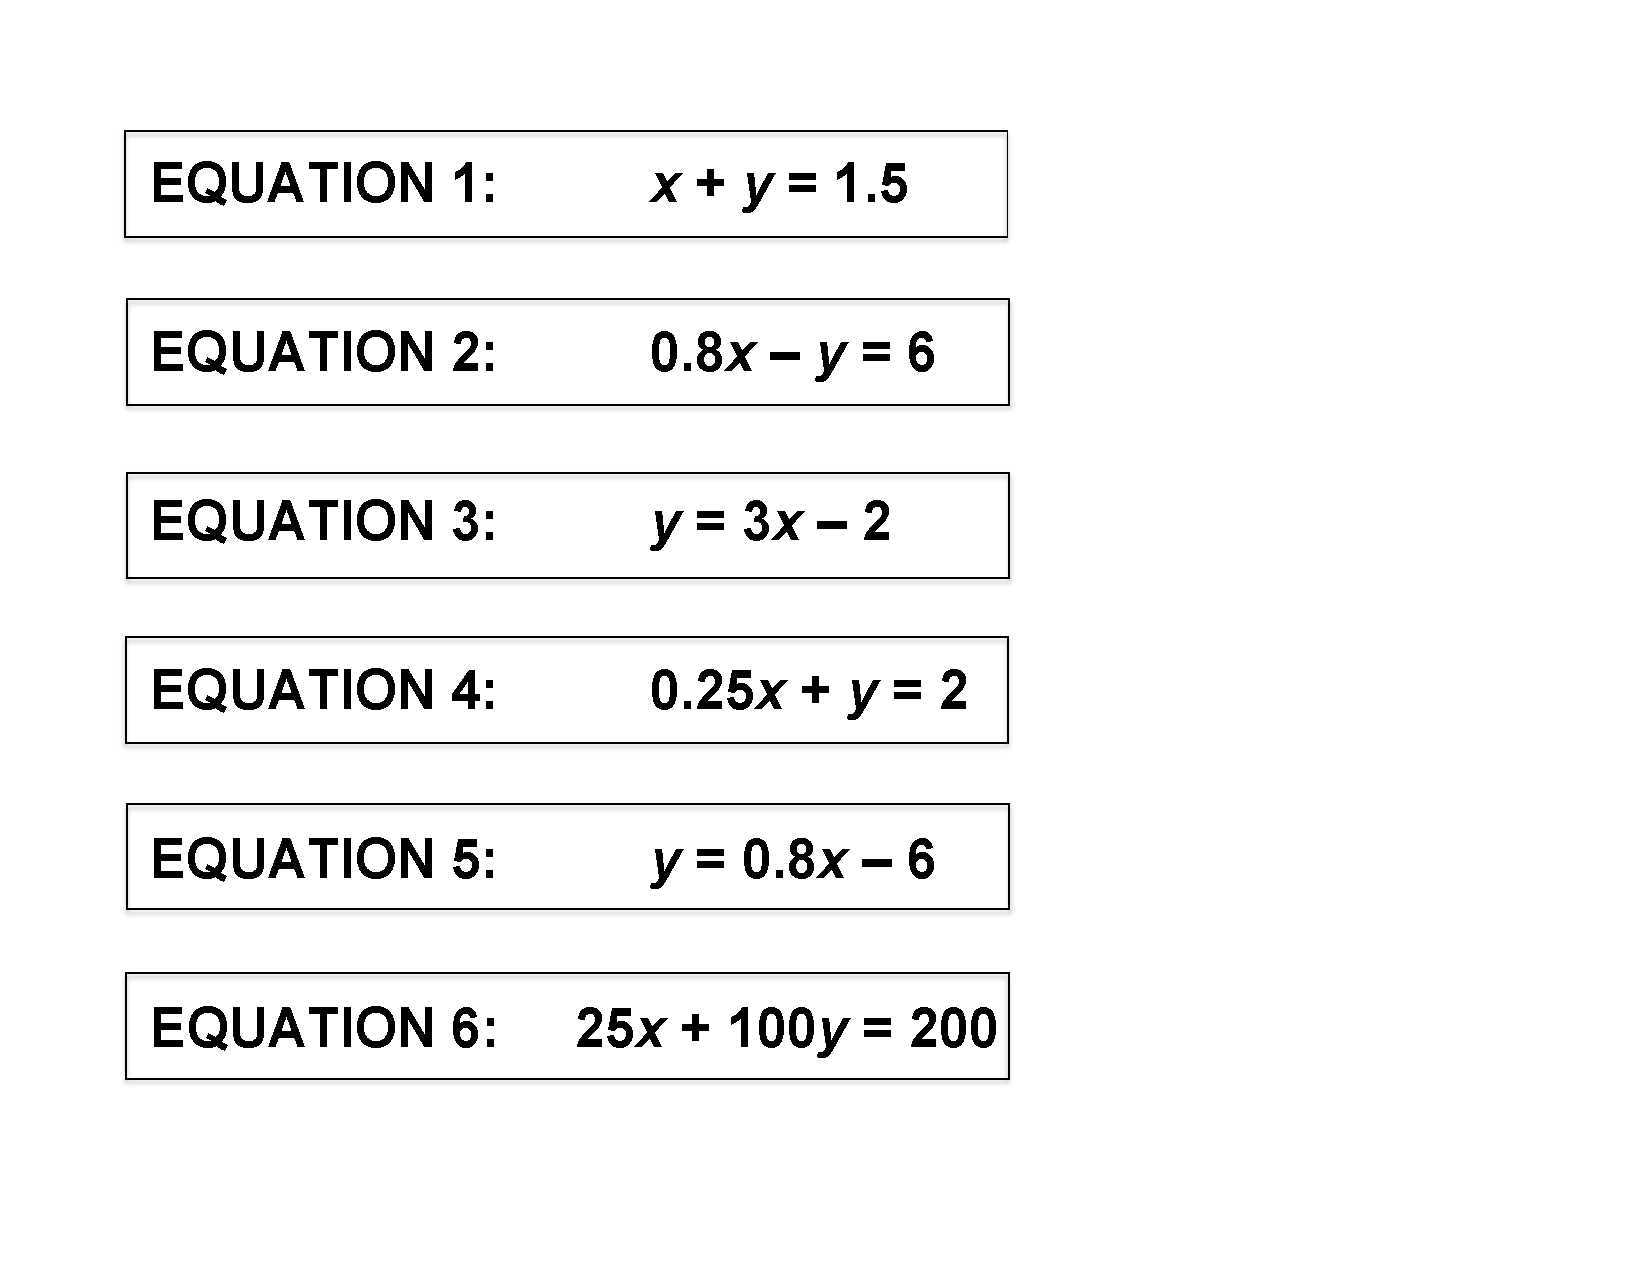 EQUATION 1: x + y = 1.5
EQUATION 2: 0.8x – y = 6
EQUATION 3: y = 3x – 2
EQUATION 4: 0.25x + y = 2
EQUATION 5: y = 0.8x – 6
EQUATION 6: 25x + 100y = 200